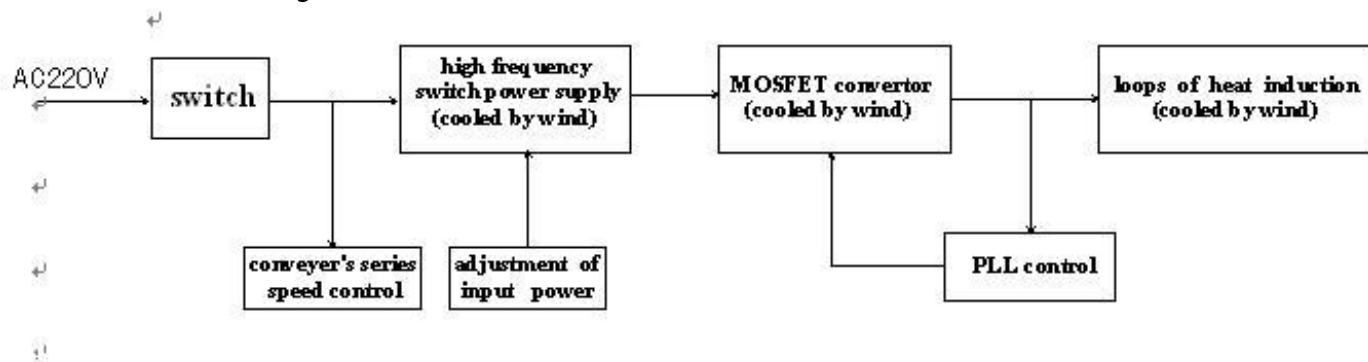 AC220V
switch
high frequency
switch power supply
(cooled by wind)
MOSFET convertor
(cooled by wind)
loops of heat induction
(cooled by wind)
conveyer's series
speed control
adjustment of
input power
PLL control